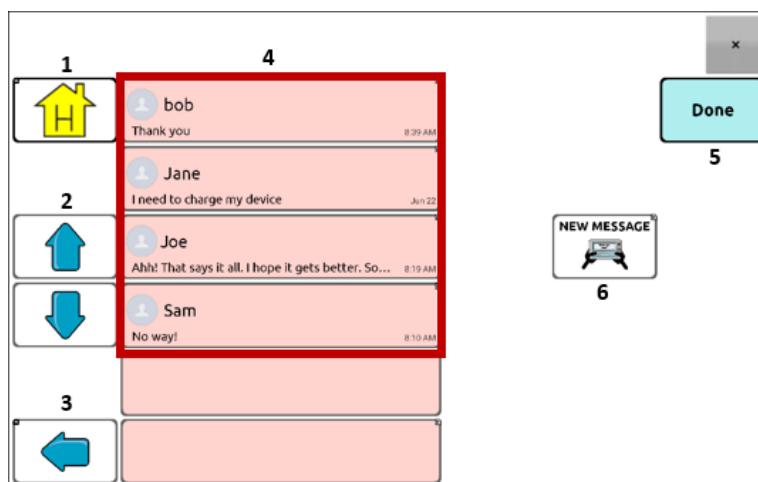 4
×
1
H
bob
Thank you
8:39 AM
Done
5
Jane
I need to charge my device
Jun 22
2
Joe
Ahh! That says it all. I hope it gets better. So...
8:19 AM
NEW MESSAGE
6
Sam
No way!
8:10 AM
3